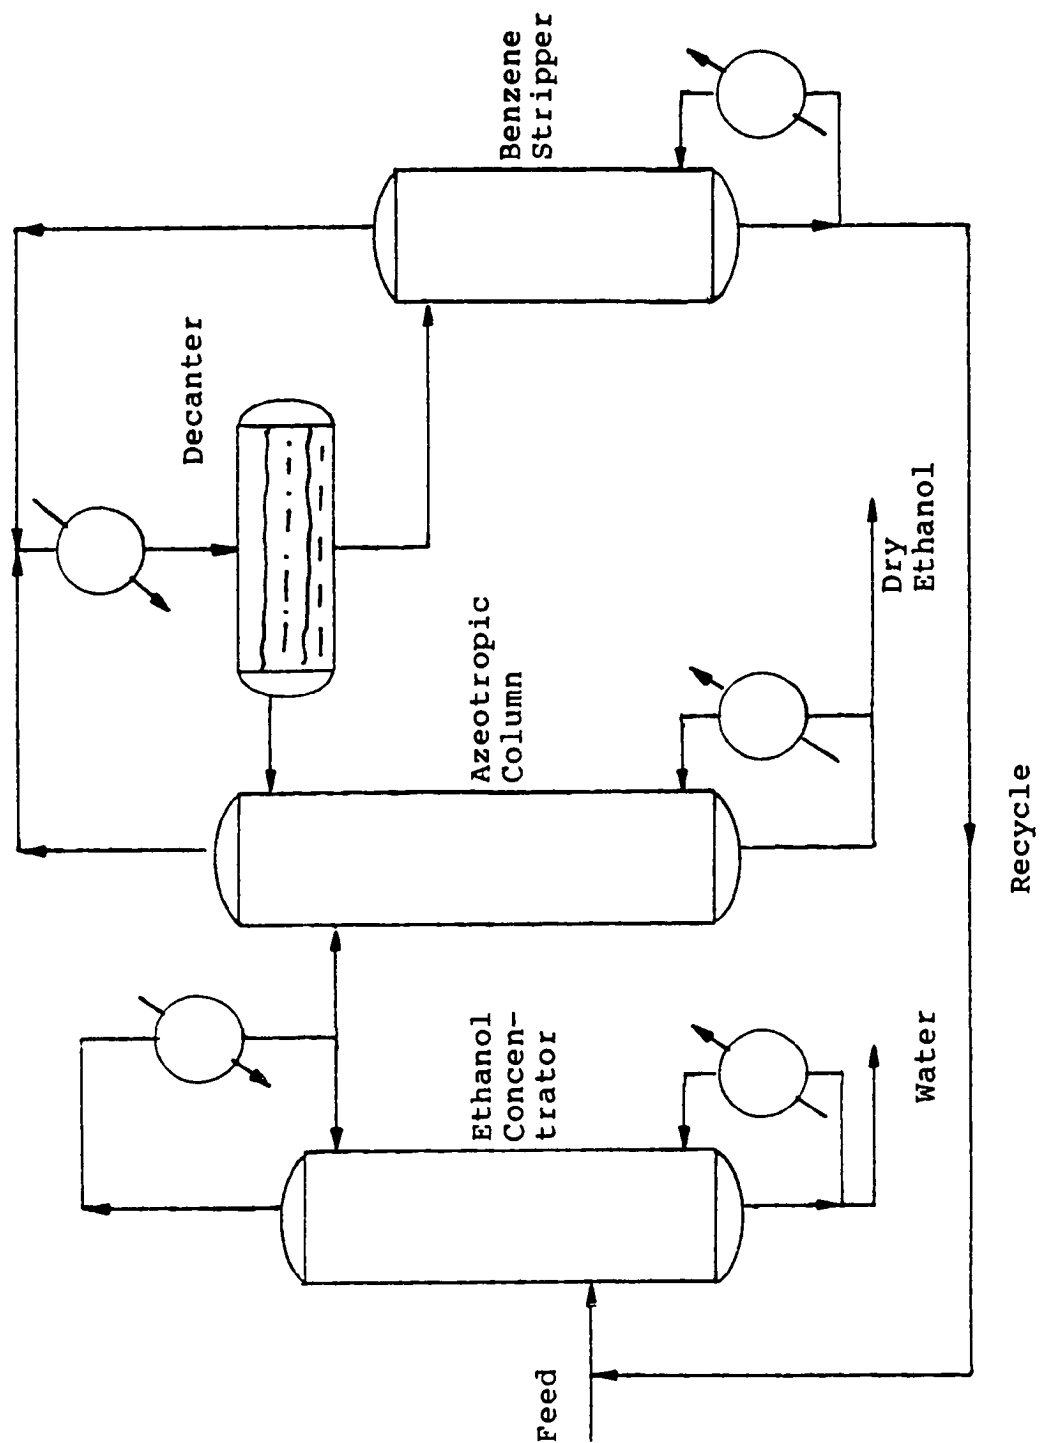 Feed
Ethanol
Concen-
trator
Water
Azeotropic
Column
Dry
Ethanol
Decanter
Benzene
Stripper
Recycle